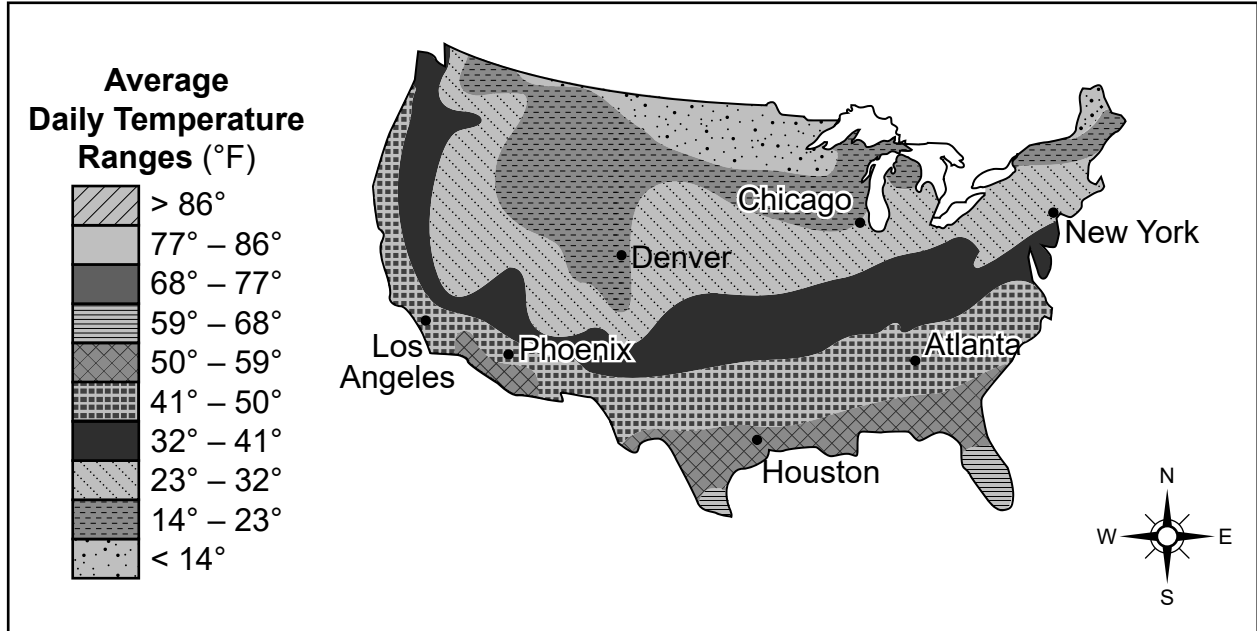 Average
Daily Temperature
Ranges (°F)
> 86°
77° – 86°
68° – 77°
59° – 68°
50° – 59°
41° – 50°
32° – 41°
23° – 32°
14° – 23°
< 14°
Chicago
New York
Denver
Los
Angeles
Phoenix
Atlanta
Houston
N
W
E
S